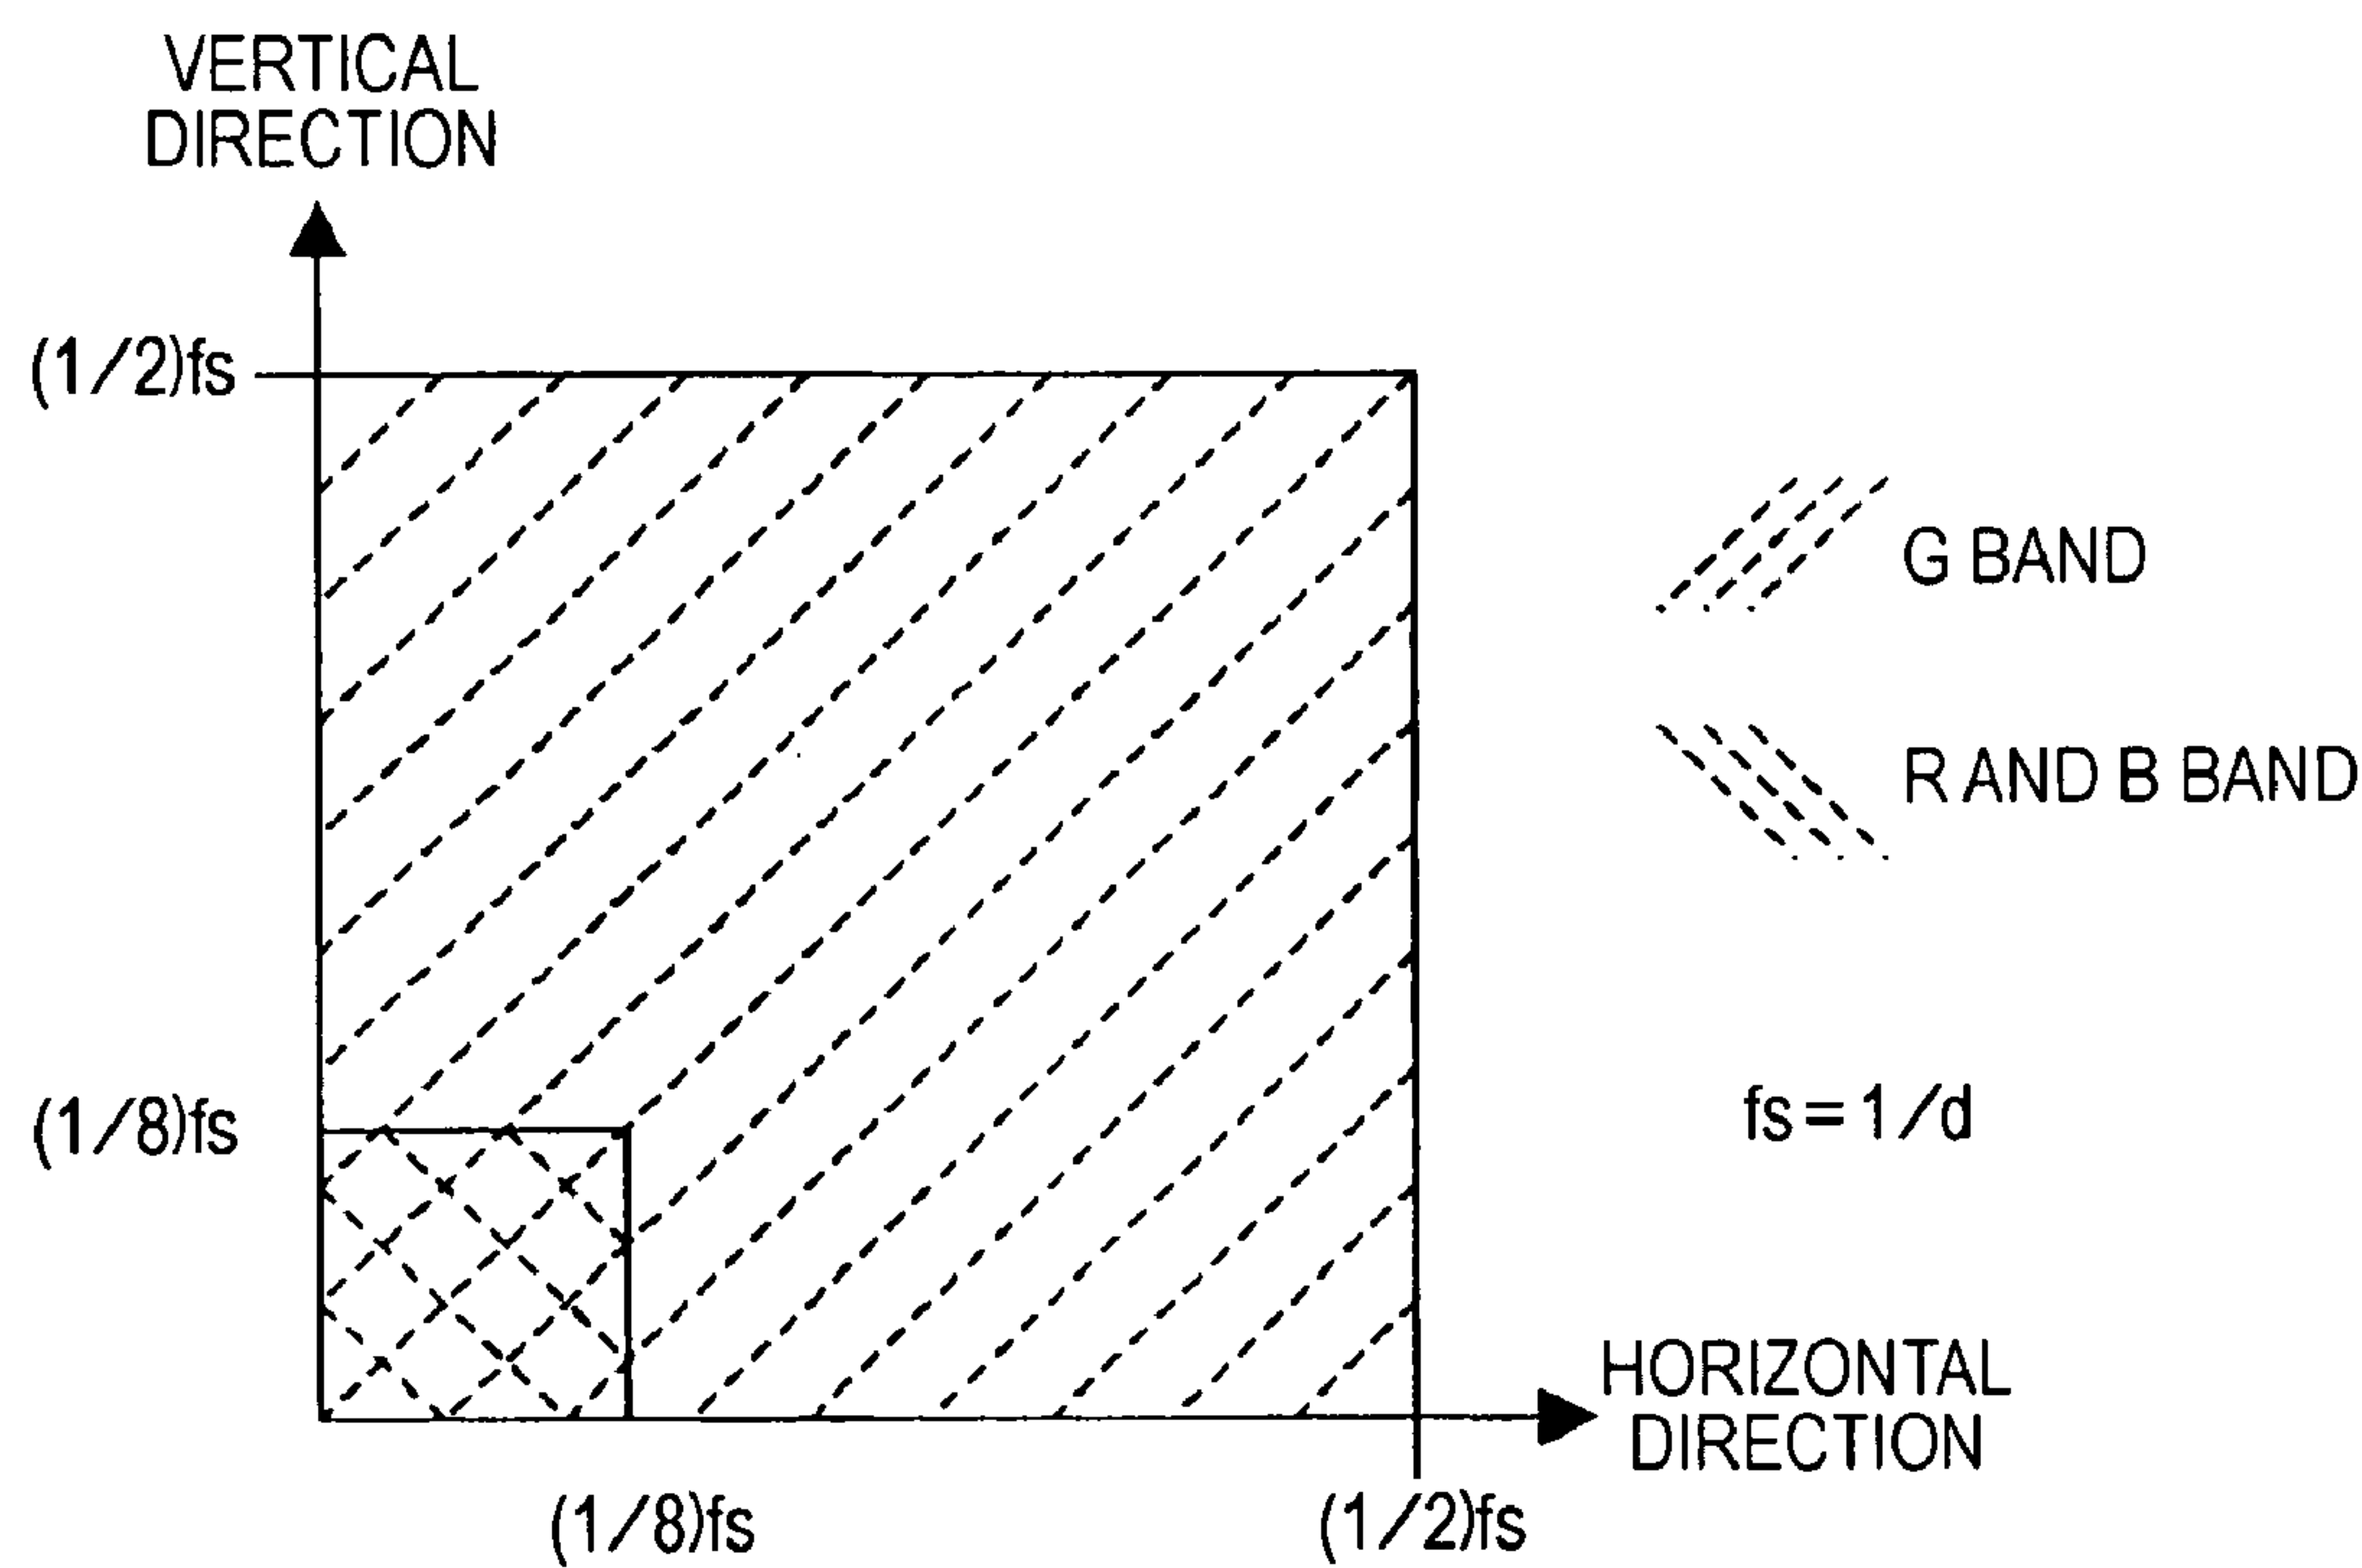 VERTICAL
DIRECTION
(1/2)fs
G BAND
R AND B BAND
(1/8)fs
fs=1/d
HORIZONTAL
DIRECTION
(1/8)fs
(1/2)fs